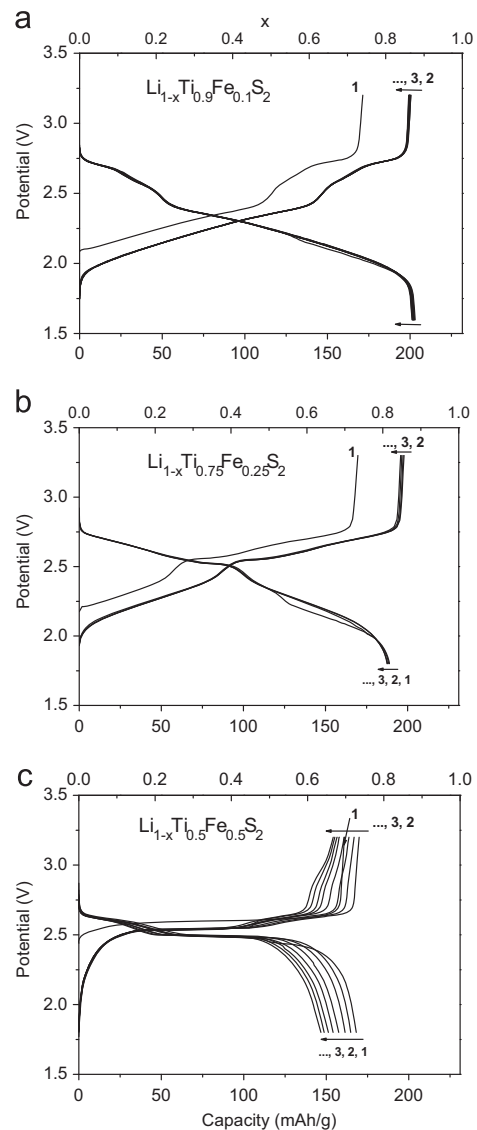 a
x
0.0 0.2 0.4 0.6 0.8 1.0
3.5
Li1-xTi0.9Fe0.1S2
1
..., 3, 2
3.0
Potential (V)
2.5
2.0
1.5
0 50 100 150 200
b
0.0 0.2 0.4 0.6 0.8 1.0
3.5
Li1-xTi0.75Fe0.25S2
1
..., 3, 2
3.0
Potential (V)
2.5
2.0
..., 3, 2, 1
1.5
0 50 100 150 200
c
0.0 0.2 0.4 0.6 0.8 1.0
3.5
Li1-xTi0.5Fe0.5S2
1
..., 3, 2
3.0
Potential (V)
2.5
2.0
..., 3, 2, 1
1.5
0 50 100 150 200
Capacity (mAh/g)